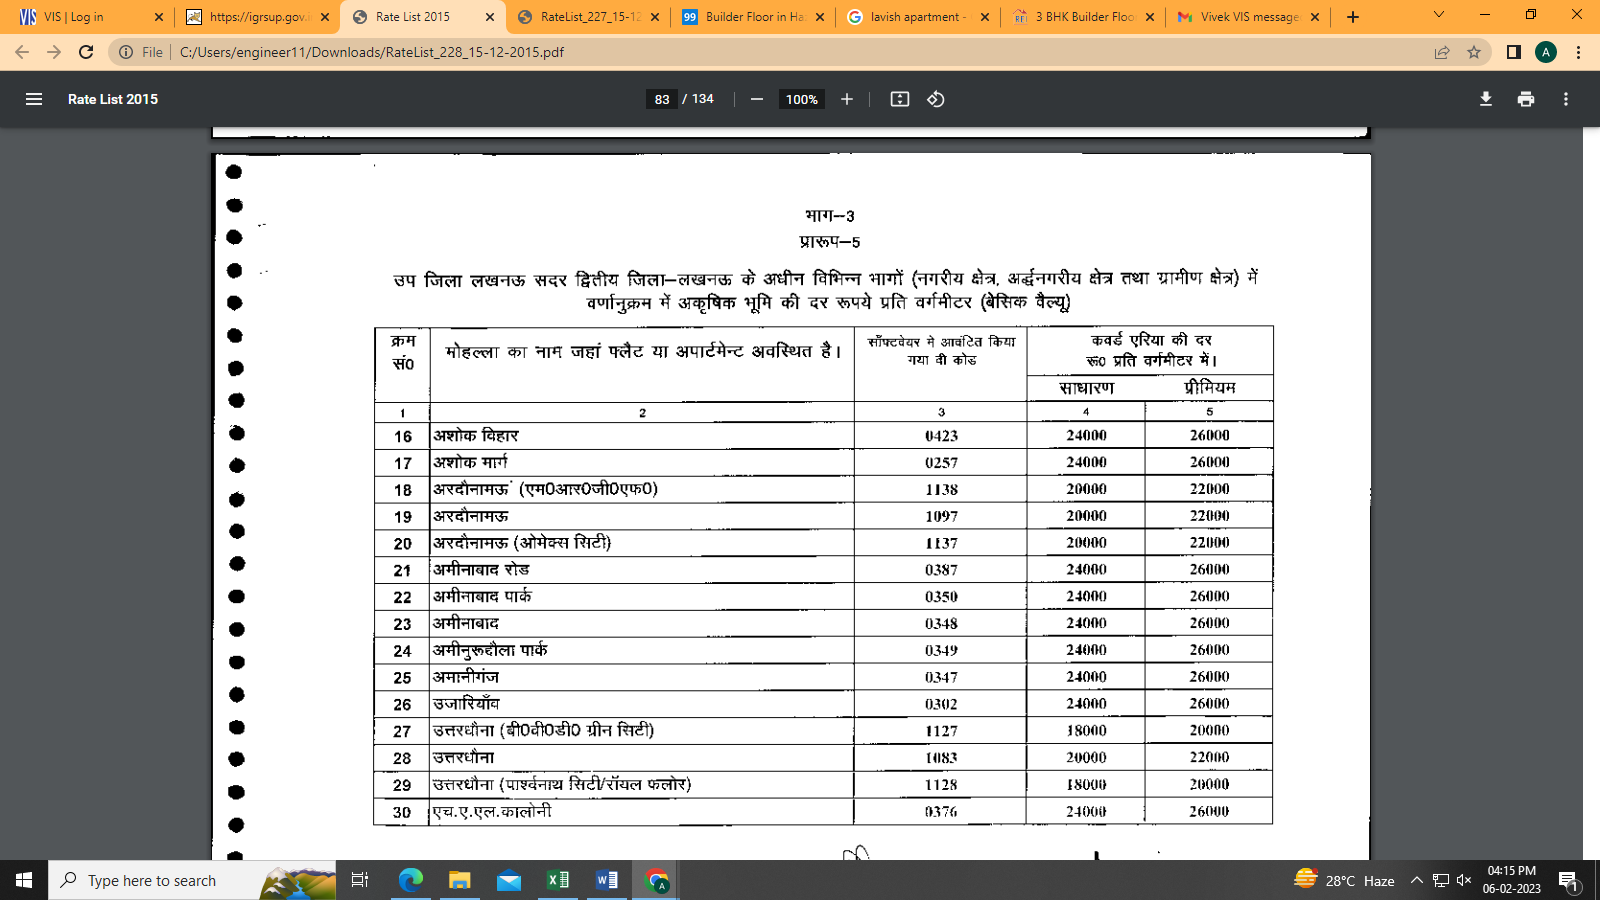 VIS | Log in
https://igrsup.gov.i
Rate List 2015
RateList_227_15-12
Builder Floor in Ha
lavish apartment -
3 BHK Builder Floo
Vivek VIS message
File C:/Users/engineer11/Downloads/RateList_228_15-12-2015.pdf
A
Rate List 2015
83 / 134
100%
भाग–3
प्रारूप–5
उप जिला लखनऊ सदर द्वितीय जिला–लखनऊ के अधीन विभिन्न भागों (नगरीय क्षेत्र, अर्द्धनगरीय क्षेत्र तथा ग्रामीण क्षेत्र) में
वर्णानुक्रम में अकृषिक भूमि की दर रूपये प्रति वर्गमीटर (बेसिक वैल्यू)
क्रम सं0 मोहल्ला का नाम जहां फ्लैट या अपार्टमेन्ट अवस्थित है। सॉफ्टवेयर मे आवंटित किया गया वी कोड कवर्ड एरिया की दर रू0 प्रति वर्गमीटर में।
साधारण प्रीमियम
1 2 3 4 5
16 अशोक विहार 0423 24000 26000
17 अशोक मार्ग 0257 24000 26000
18 अरदौनामऊ (एम0आर0जी0एफ0) 1138 20000 22000
19 अरदौनामऊ 1097 20000 22000
20 अरदौनामऊ (ओमेक्स सिटी) 1137 20000 22000
21 अमीनाबाद रोड 0387 24000 26000
22 अमीनाबाद पार्क 0350 24000 26000
23 अमीनाबाद 0348 24000 26000
24 अमीनुरूद्दौला पार्क 0349 24000 26000
25 अमानीगंज 0347 24000 26000
26 उजारियाँव 0302 24000 26000
27 उत्तरधौना (बी0वी0डी0 ग्रीन सिटी) 1127 18000 20000
28 उत्तरधौना 1083 20000 22000
29 उत्तरधौना (पार्श्वनाथ सिटी/रॉयल फलोर) 1128 18000 20000
30 एच.ए.एल.कालोनी 0376 24000 26000
Type here to search
28°C Haze
04:15 PM
06-02-2023
1